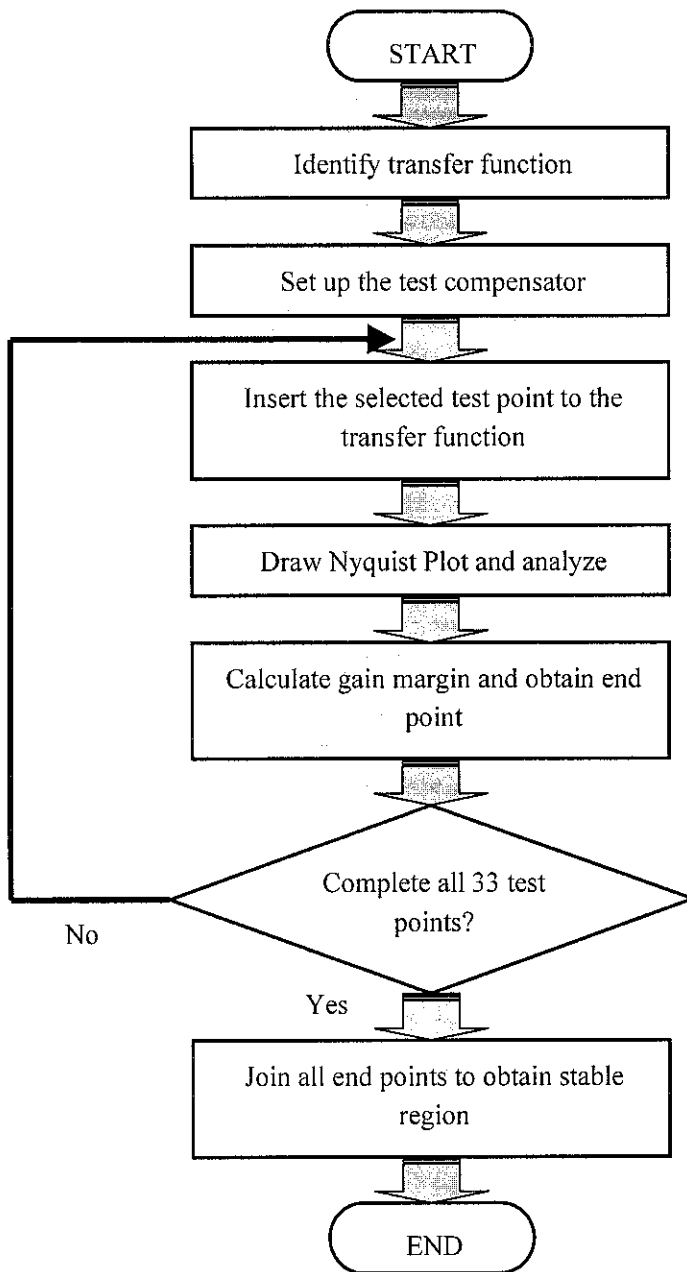 START
Identify transfer function
Set up the test compensator
Insert the selected test point to the
transfer function
Draw Nyquist Plot and analyze
Calculate gain margin and obtain end
point
Complete all 33 test
points?
No
Yes
Join all end points to obtain stable
region
END